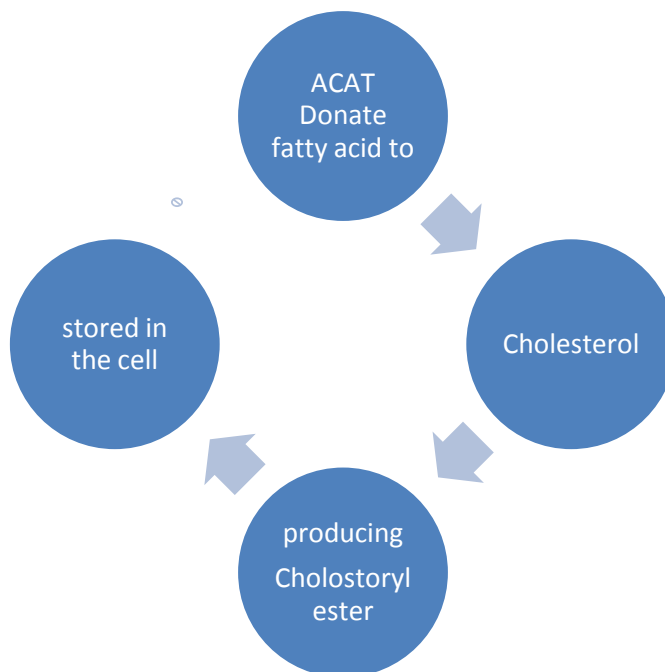 ACAT
Donate
fatty acid to
Cholesterol
producing
Cholostoryl
ester
stored in
the cell